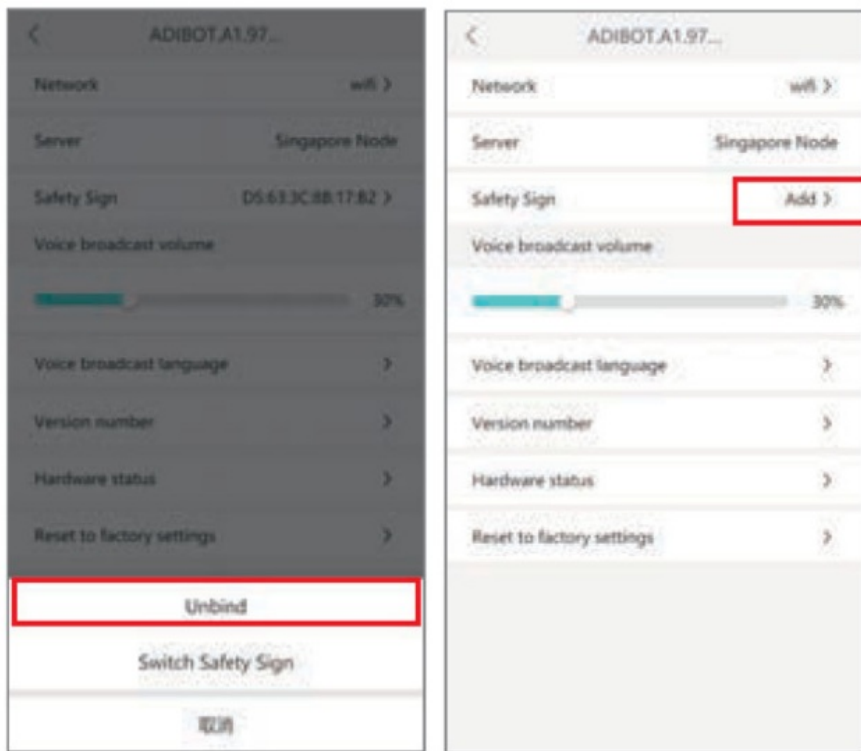 ADIBOT.A1.97...
Network wifi >
Server Singapore Node
Safety Sign D5:63:3C:8B:17:B2 >
Voice broadcast volume
30%
Voice broadcast language >
Version number >
Hardware status >
Reset to factory settings >
Unbind
Switch Safety Sign
取消
ADIBOT.A1.97...
Network wifi >
Server Singapore Node
Safety Sign Add >
Voice broadcast volume
30%
Voice broadcast language >
Version number >
Hardware status >
Reset to factory settings >